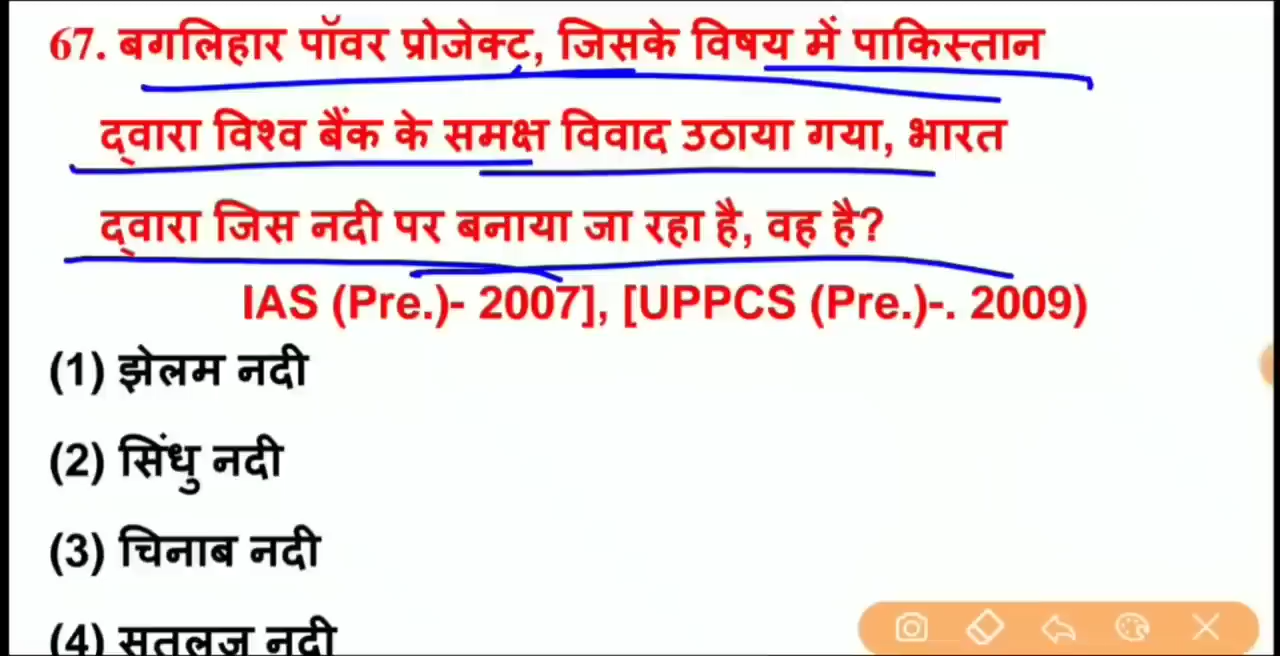 67. बगलिहार पॉवर प्रोजेक्ट, जिसके विषय में पाकिस्तान
द्वारा विश्व बैंक के समक्ष विवाद उठाया गया, भारत
द्वारा जिस नदी पर बनाया जा रहा है, वह है?
IAS (Pre.)- 2007], [UPPCS (Pre.)-. 2009)
(1) झेलम नदी
(2) सिंधु नदी
(3) चिनाब नदी
(4) सतलज नदी